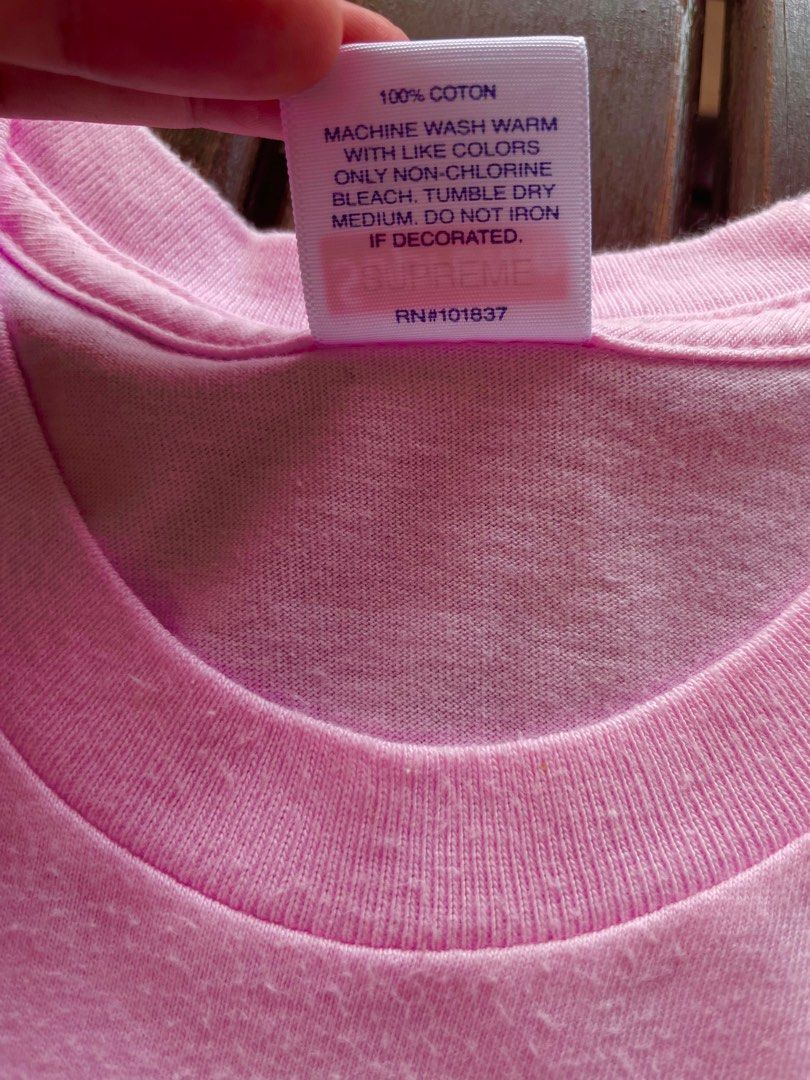 100% COTON
MACHINE WASH WARM
WITH LIKE COLORS
ONLY NON-CHLORINE
BLEACH. TUMBLE DRY
MEDIUM. DO NOT IRON
IF DECORATED.
RN#101837